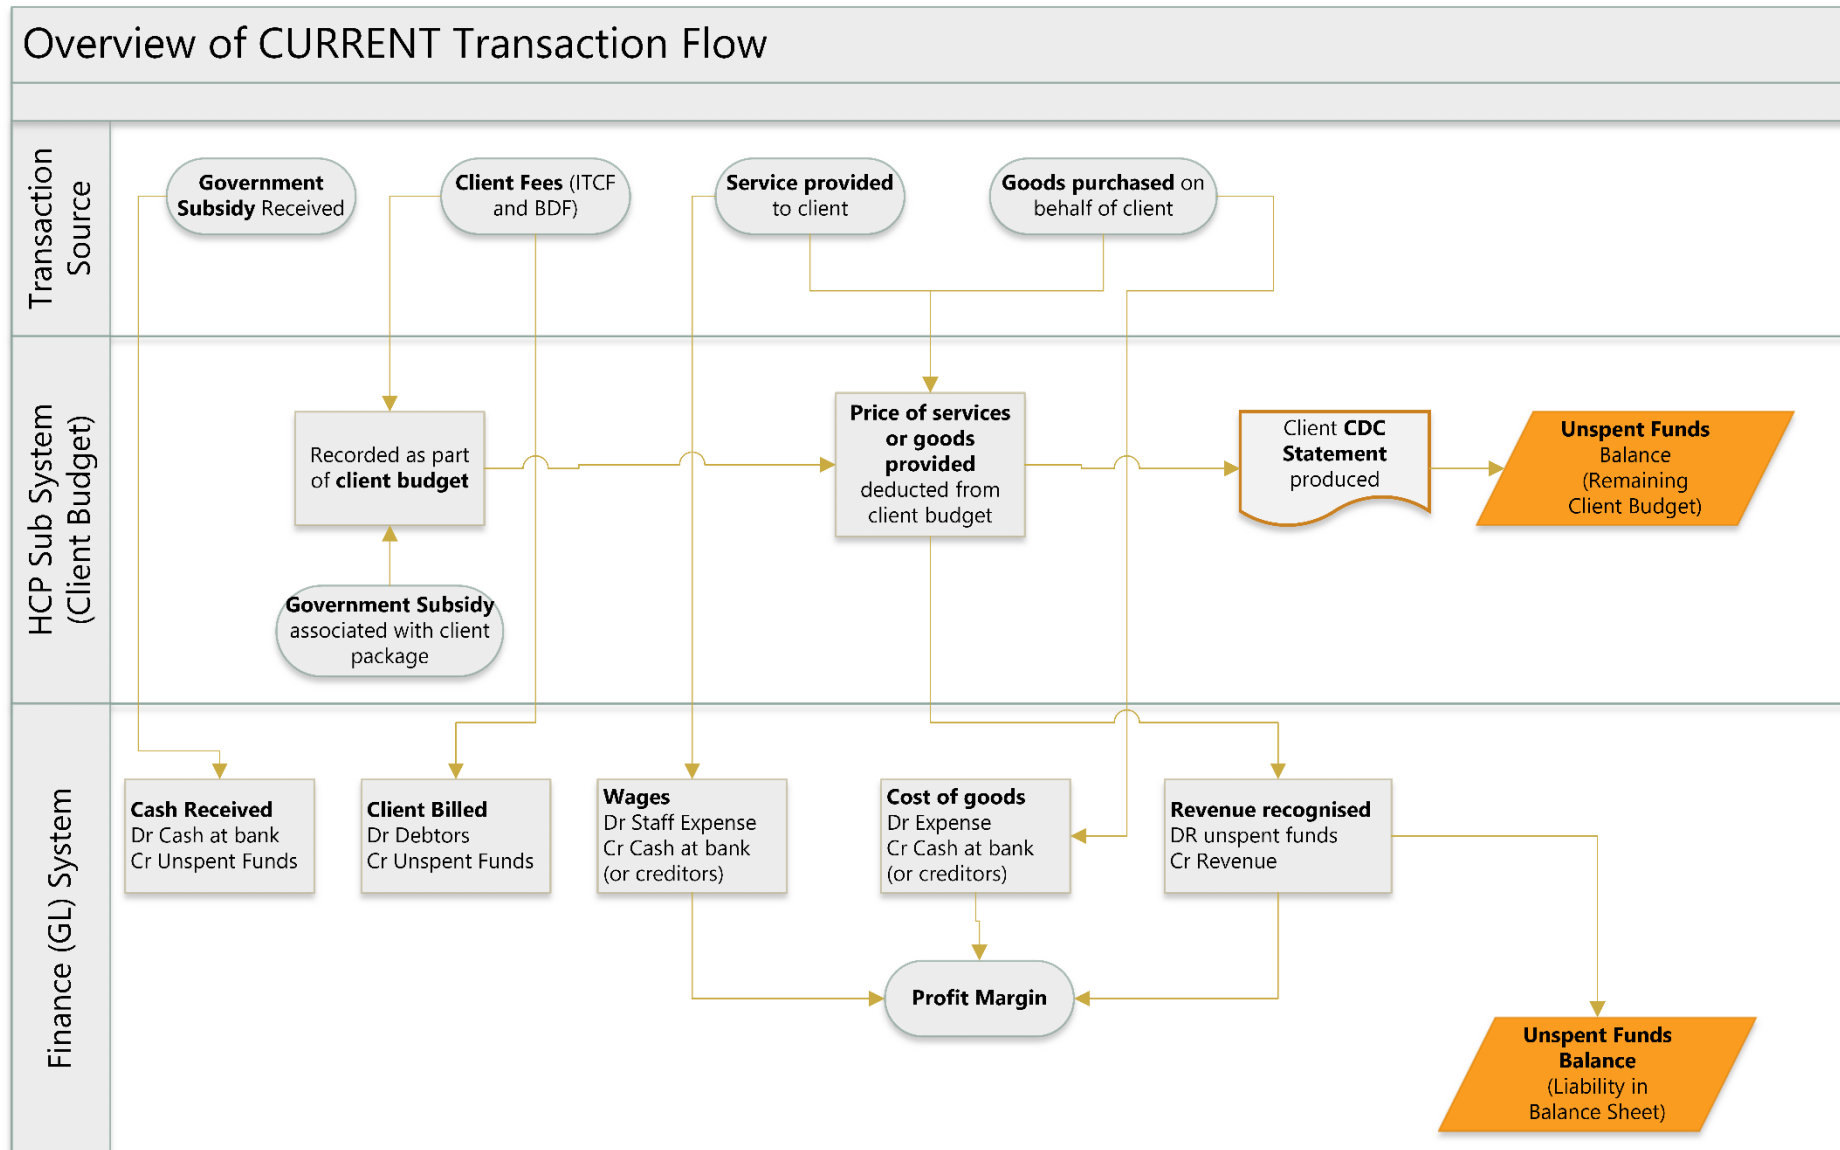 Overview of CURRENT Transaction Flow
Transaction
Source
Government
Subsidy Received
Client Fees (ITCF
and BDF)
Service provided
to client
Goods purchased on
behalf of client
HCP Sub System
(Client Budget)
Recorded as part
of client budget
Government Subsidy
associated with client
package
Price of services
or goods
provided
deducted from
client budget
Client CDC
Statement
produced
Unspent Funds
Balance
(Remaining
Client Budget)
Finance (GL) System
Cash Received
Dr Cash at bank
Cr Unspent Funds
Client Billed
Dr Debtors
Cr Unspent Funds
Wages
Dr Staff Expense
Cr Cash at bank
(or creditors)
Cost of goods
Dr Expense
Cr Cash at bank
(or creditors)
Revenue recognised
DR unspent funds
Cr Revenue
Profit Margin
Unspent Funds
Balance
(Liability in
Balance Sheet)